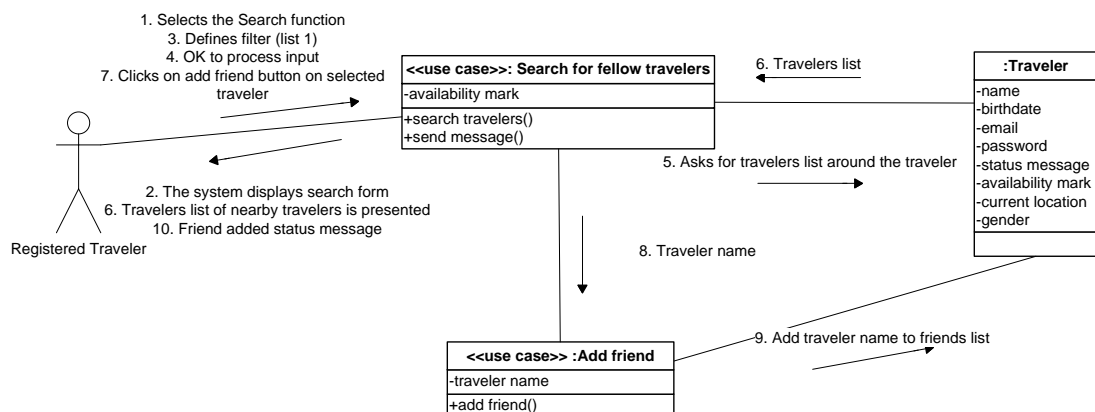 1. Selects the Search function
3. Defines filter (list 1)
4. OK to process input
7. Clicks on add friend button on selected
traveler
<<use case>>: Search for fellow travelers
-availability mark
+search travelers()
+send message()
6. Travelers list
:Traveler
-name
-birthdate
-email
-password
-status message
-availability mark
-current location
-gender
5. Asks for travelers list around the traveler
2. The system displays search form
6. Travelers list of nearby travelers is presented
10. Friend added status message
Registered Traveler
8. Traveler name
9. Add traveler name to friends list
<<use case>> :Add friend
-traveler name
+add friend()